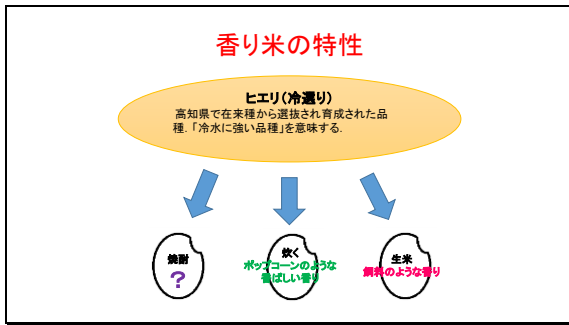 香り米の特性
ヒエリ(冷選り)
高知県で在来種から選抜され育成された品
種.「冷水に強い品種」を意味する.
焼酎
?
炊く
ポップコーンのような
香ばしい香り
生米
飼料のような香り